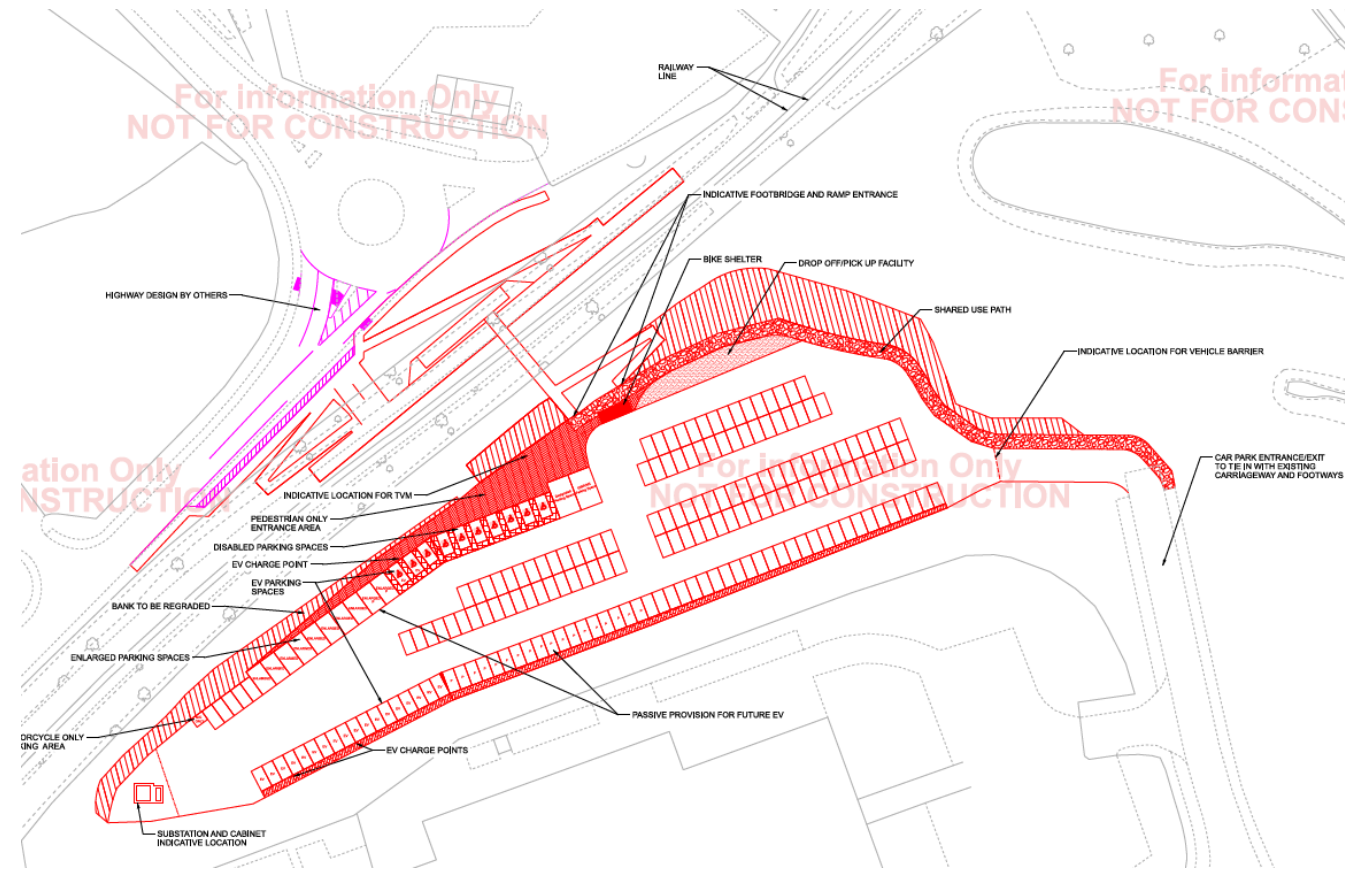 RAILWAY
LINE
For information Only
NOT FOR CONSTRUCTION
For informat
NOT FOR CONS
INDICATIVE FOOTBRIDGE AND RAMP ENTRANCE
BIKE SHELTER
DROP OFF/PICK UP FACILITY
HIGHWAY DESIGN BY OTHERS
SHARED USE PATH
INDICATIVE LOCATION FOR VEHICLE BARRIER
ation Only
NSTRUCTION
For information Only
NOT FOR CONSTRUCTION
CAR PARK ENTRANCE/EXIT
TO TIE IN WITH EXISTING
CARRIAGEWAY AND FOOTWAYS
INDICATIVE LOCATION FOR TVM
PEDESTRIAN ONLY
ENTRANCE AREA
DISABLED PARKING SPACES
EV CHARGE POINT
EV PARKING
SPACES
BANK TO BE REGRADED
ENLARGED PARKING SPACES
PASSIVE PROVISION FOR FUTURE EV
ORCYCLE ONLY
KING AREA
EV CHARGE POINTS
SUBSTATION AND CABINET
INDICATIVE LOCATION